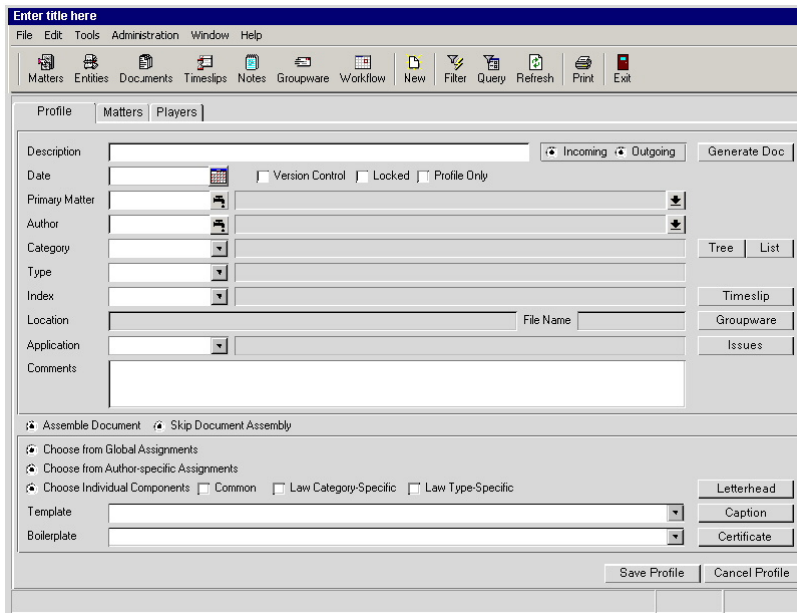 Enter title here
File Edit Tools Administration Window Help
Matters Entities Documents Timeslips Notes Groupware Workflow New Filter Query Refresh Print Exit
Profile Matters Players
Description Incoming Outgoing Generate Doc
Date Version Control Locked Profile Only
Primary Matter
Author
Category Tree List
Type
Index Timeslip
Location File Name Groupware
Application Issues
Comments
Assemble Document Skip Document Assembly
Choose from Global Assignments
Choose from Author-specific Assignments
Choose Individual Components Common Law Category-Specific Law Type-Specific Letterhead
Template Caption
Boilerplate Certificate
Save Profile Cancel Profile